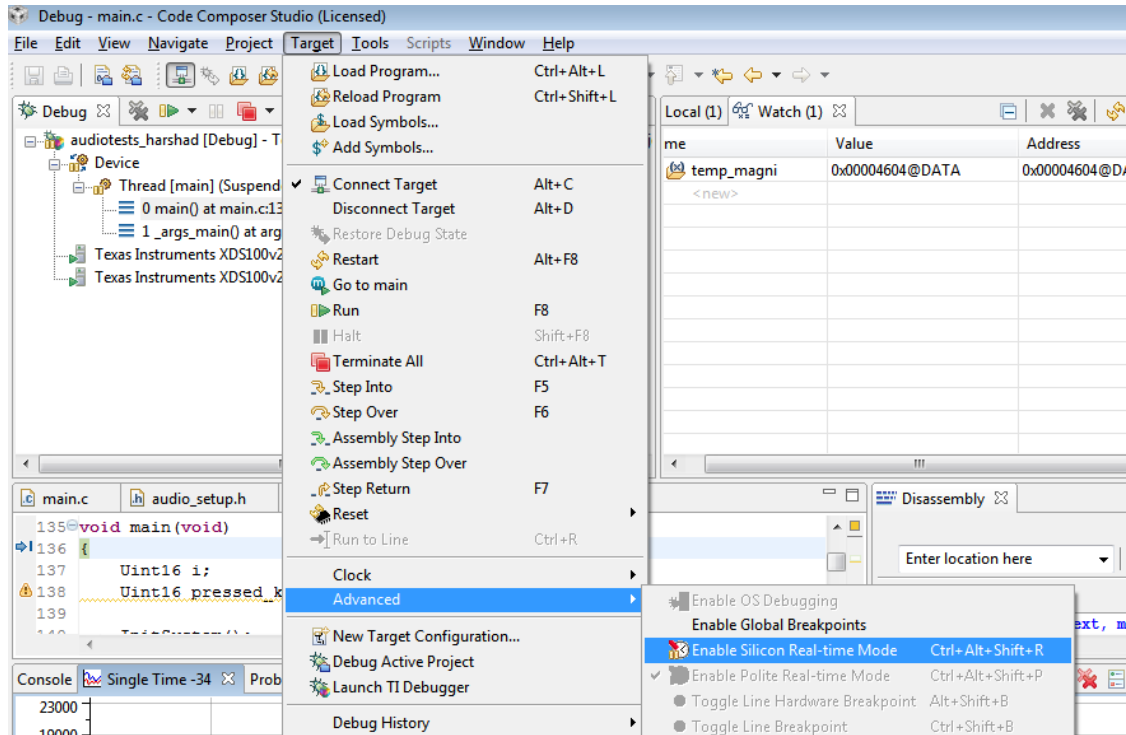 Debug - main.c - Code Composer Studio (Licensed)
File Edit View Navigate Project Target Tools Scripts Window Help
Debug
audiotests_harshad [Debug] - T
Device
Thread [main] (Suspend
0 main() at main.c:13
1 _args_main() at arg
Texas Instruments XDS100v2
Texas Instruments XDS100v2
Load Program... Ctrl+Alt+L
Reload Program Ctrl+Shift+L
Load Symbols...
Add Symbols...
Connect Target Alt+C
Disconnect Target Alt+D
Restore Debug State
Restart Alt+F8
Go to main
Run F8
Halt Shift+F8
Terminate All Ctrl+Alt+T
Step Into F5
Step Over F6
Assembly Step Into
Assembly Step Over
Step Return F7
Reset
Run to Line Ctrl+R
Clock
Advanced
New Target Configuration...
Debug Active Project
Launch TI Debugger
Debug History
Enable OS Debugging
Enable Global Breakpoints
Enable Silicon Real-time Mode Ctrl+Alt+Shift+R
Enable Polite Real-time Mode Ctrl+Alt+Shift+P
Toggle Line Hardware Breakpoint Alt+Shift+B
Toggle Line Breakpoint Ctrl+Shift+B
Local (1) Watch (1)
me Value Address
temp_magni 0x00004604@DATA 0x00004604@DA
<new>
main.c audio_setup.h
135 void main(void)
136 {
137 Uint16 i;
138 Uint16 pressed_k
139
Disassembly
Enter location here
ext, m
Console Single Time -34 Prob
23000
19000